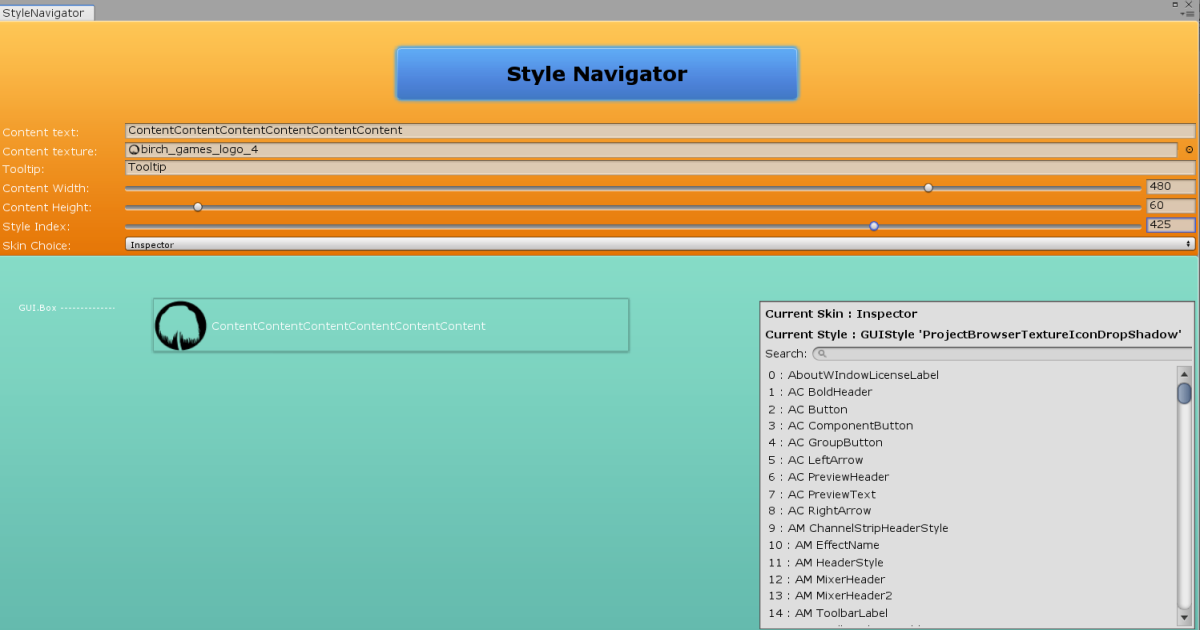 StyleNavigator
Style Navigator
Content text: ContentContentContentContentContentContent
Content texture: birch_games_logo_4
Tooltip: Tooltip
Content Width: 480
Content Height: 60
Style Index: 425
Skin Choice: Inspector
GUI.Box --------------
ContentContentContentContentContentContent
Current Skin : Inspector
Current Style : GUIStyle 'ProjectBrowserTextureIconDropShadow'
Search:
0 : AboutWIndowLicenseLabel
1 : AC BoldHeader
2 : AC Button
3 : AC ComponentButton
4 : AC GroupButton
5 : AC LeftArrow
6 : AC PreviewHeader
7 : AC PreviewText
8 : AC RightArrow
9 : AM ChannelStripHeaderStyle
10 : AM EffectName
11 : AM HeaderStyle
12 : AM MixerHeader
13 : AM MixerHeader2
14 : AM ToolbarLabel